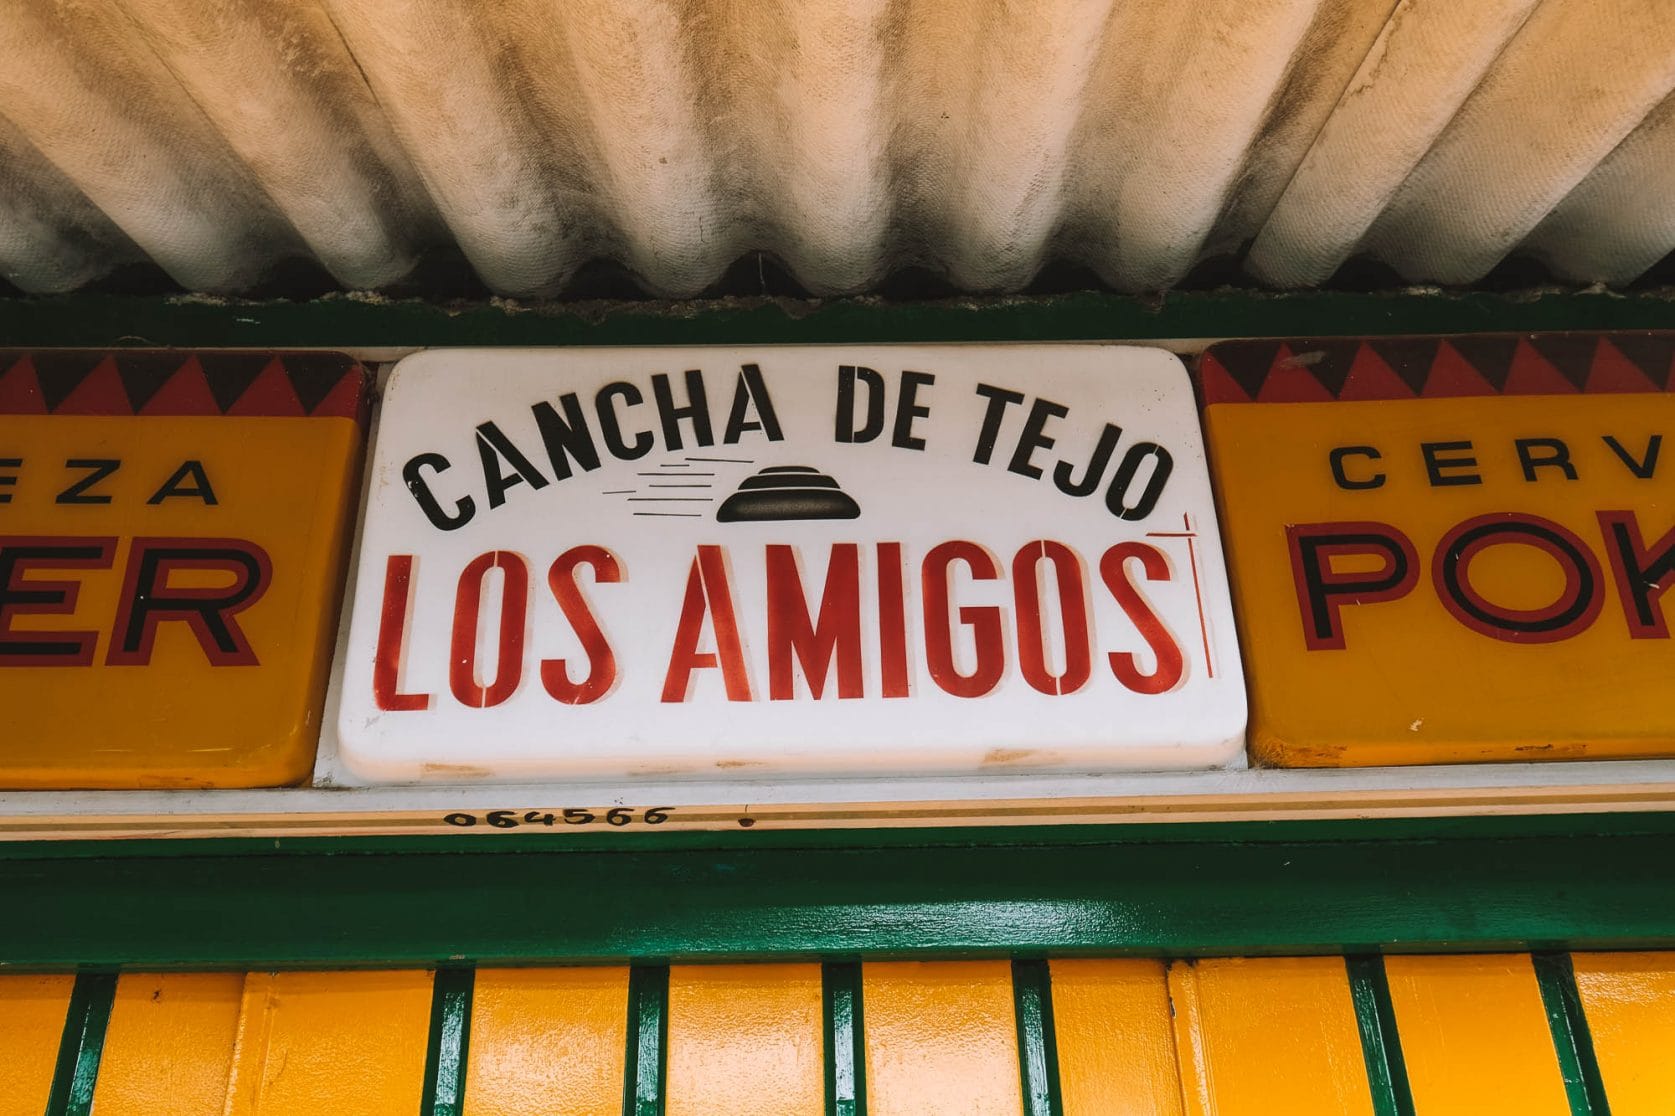 CANCHA DE TEJO
LOS AMIGOS
EZA
ER
CERV
POK
064566